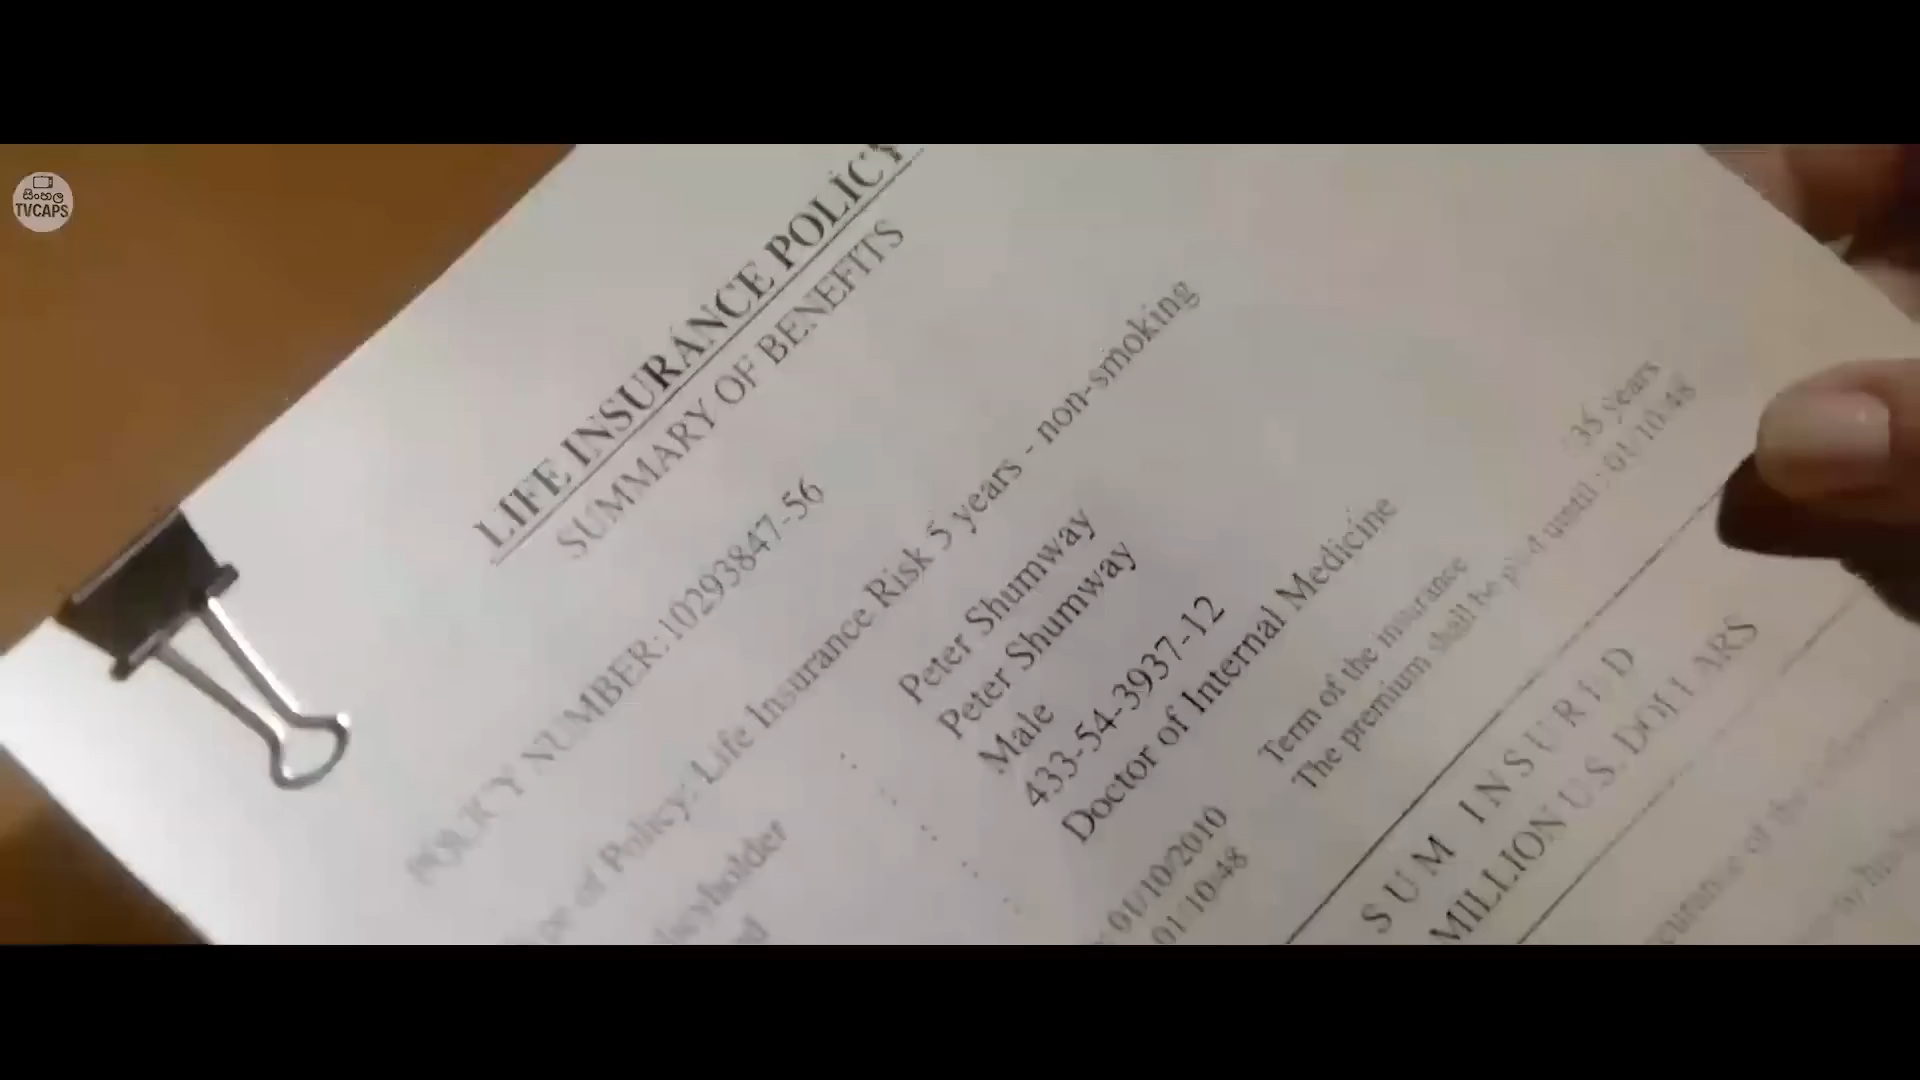 සිංහල
TVCAPS
LIFE INSURANCE POLICY
SUMMARY OF BENEFITS
POLICY NUMBER: 10293847-56
of Policy: Life Insurance Risk 5 years - non-smoking
Peter Shumway
Peter Shumway
Male
433-54-3937-12
Doctor of Internal Medicine
01/10/2010
01/10:48
Term of the insurance 35 years
The premium shall be paid until : 01/10:48
SUM INSURED
MILLION U.S. DOLLARS
of the